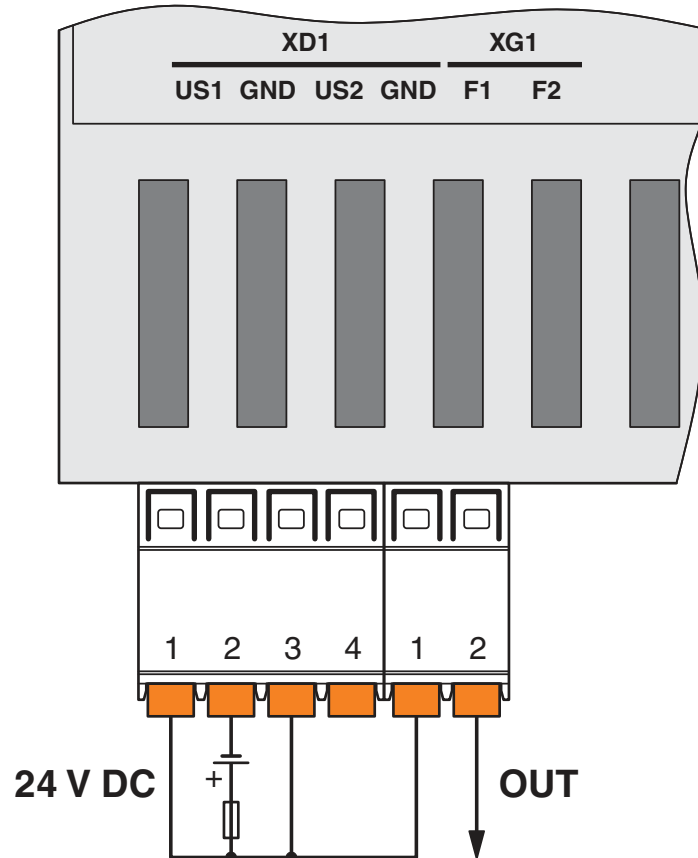 XD1 XG1
US1 GND US2 GND F1 F2
1 2 3 4 1 2
24 V DC + OUT